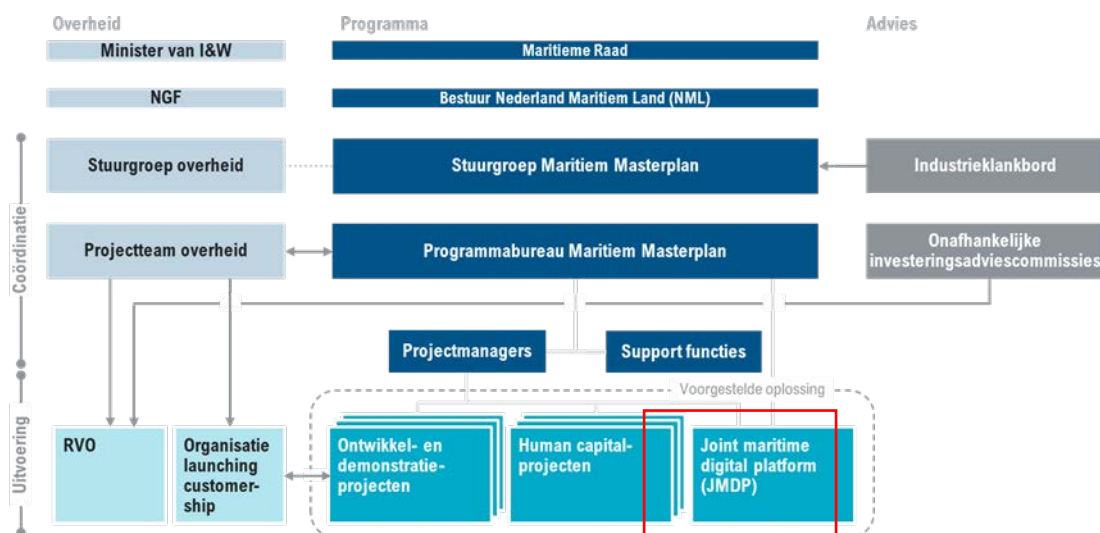 Overheid
Programma
Advies
Minister van I&W
Maritieme Raad
NGF
Bestuur Nederland Maritiem Land (NML)
Stuurgroep overheid
Stuurgroep Maritiem Masterplan
Industrieklankbord
Coördinatie
Projectteam overheid
Programmabureau Maritiem Masterplan
Onafhankelijke
investeringsadviescommissies
Projectmanagers
Support functies
Voorgestelde oplossing
Uitvoering
RVO
Organisatie
launching
customer-
ship
Ontwikkel- en
demonstratie-
projecten
Human capital-
projecten
Joint maritime
digital platform
(JMDP)